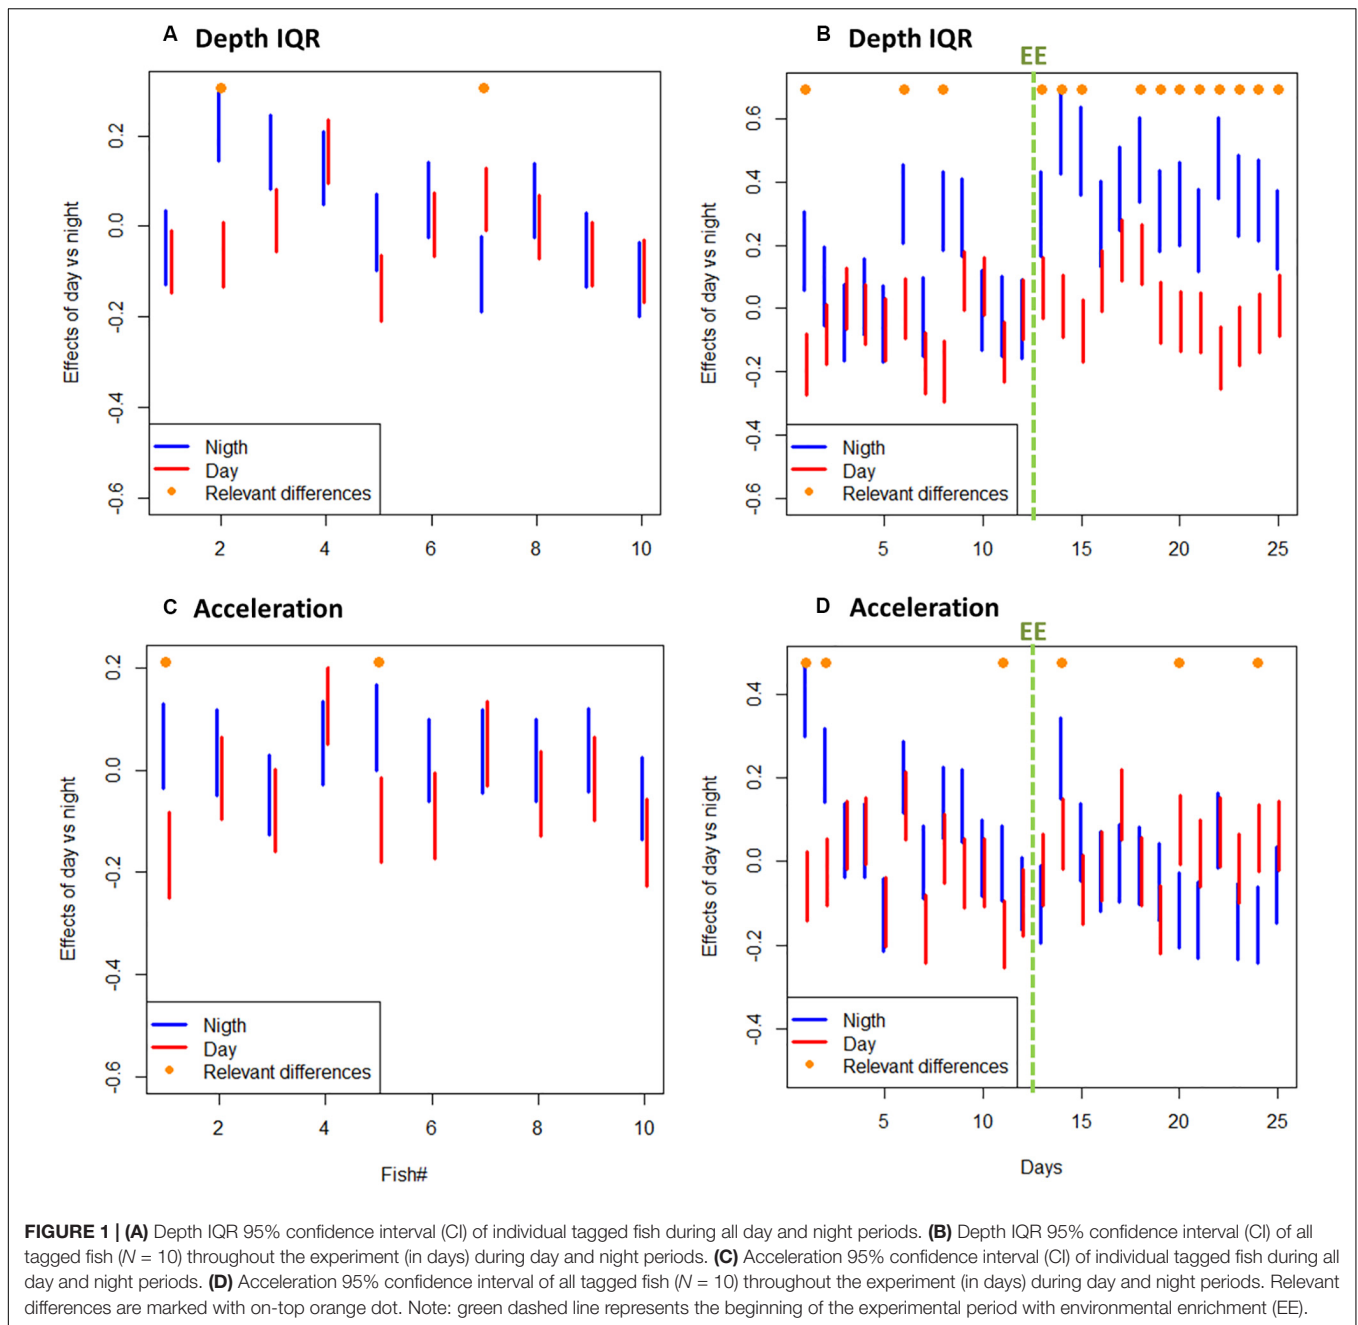 A Depth IQR
Effects of day vs night
0.2
0.0
-0.2
-0.4
-0.6
Nigth
Day
Relevant differences
2 4 6 8 10
B Depth IQR
EE
Effects of day vs night
0.6
0.4
0.2
0.0
-0.2
-0.4
-0.6
Nigth
Day
Relevant differences
5 10 15 20 25
C Acceleration
Effects of day vs night
0.2
0.0
-0.2
-0.4
-0.6
Nigth
Day
Relevant differences
2 4 6 8 10
Fish#
D Acceleration
EE
Effects of day vs night
0.4
0.2
0.0
-0.2
-0.4
Nigth
Day
Relevant differences
5 10 15 20 25
Days
FIGURE 1 | (A) Depth IQR 95% confidence interval (CI) of individual tagged fish during all day and night periods. (B) Depth IQR 95% confidence interval (CI) of all
tagged fish (N = 10) throughout the experiment (in days) during day and night periods. (C) Acceleration 95% confidence interval (CI) of individual tagged fish during all
day and night periods. (D) Acceleration 95% confidence interval of all tagged fish (N = 10) throughout the experiment (in days) during day and night periods. Relevant
differences are marked with on-top orange dot. Note: green dashed line represents the beginning of the experimental period with environmental enrichment (EE).